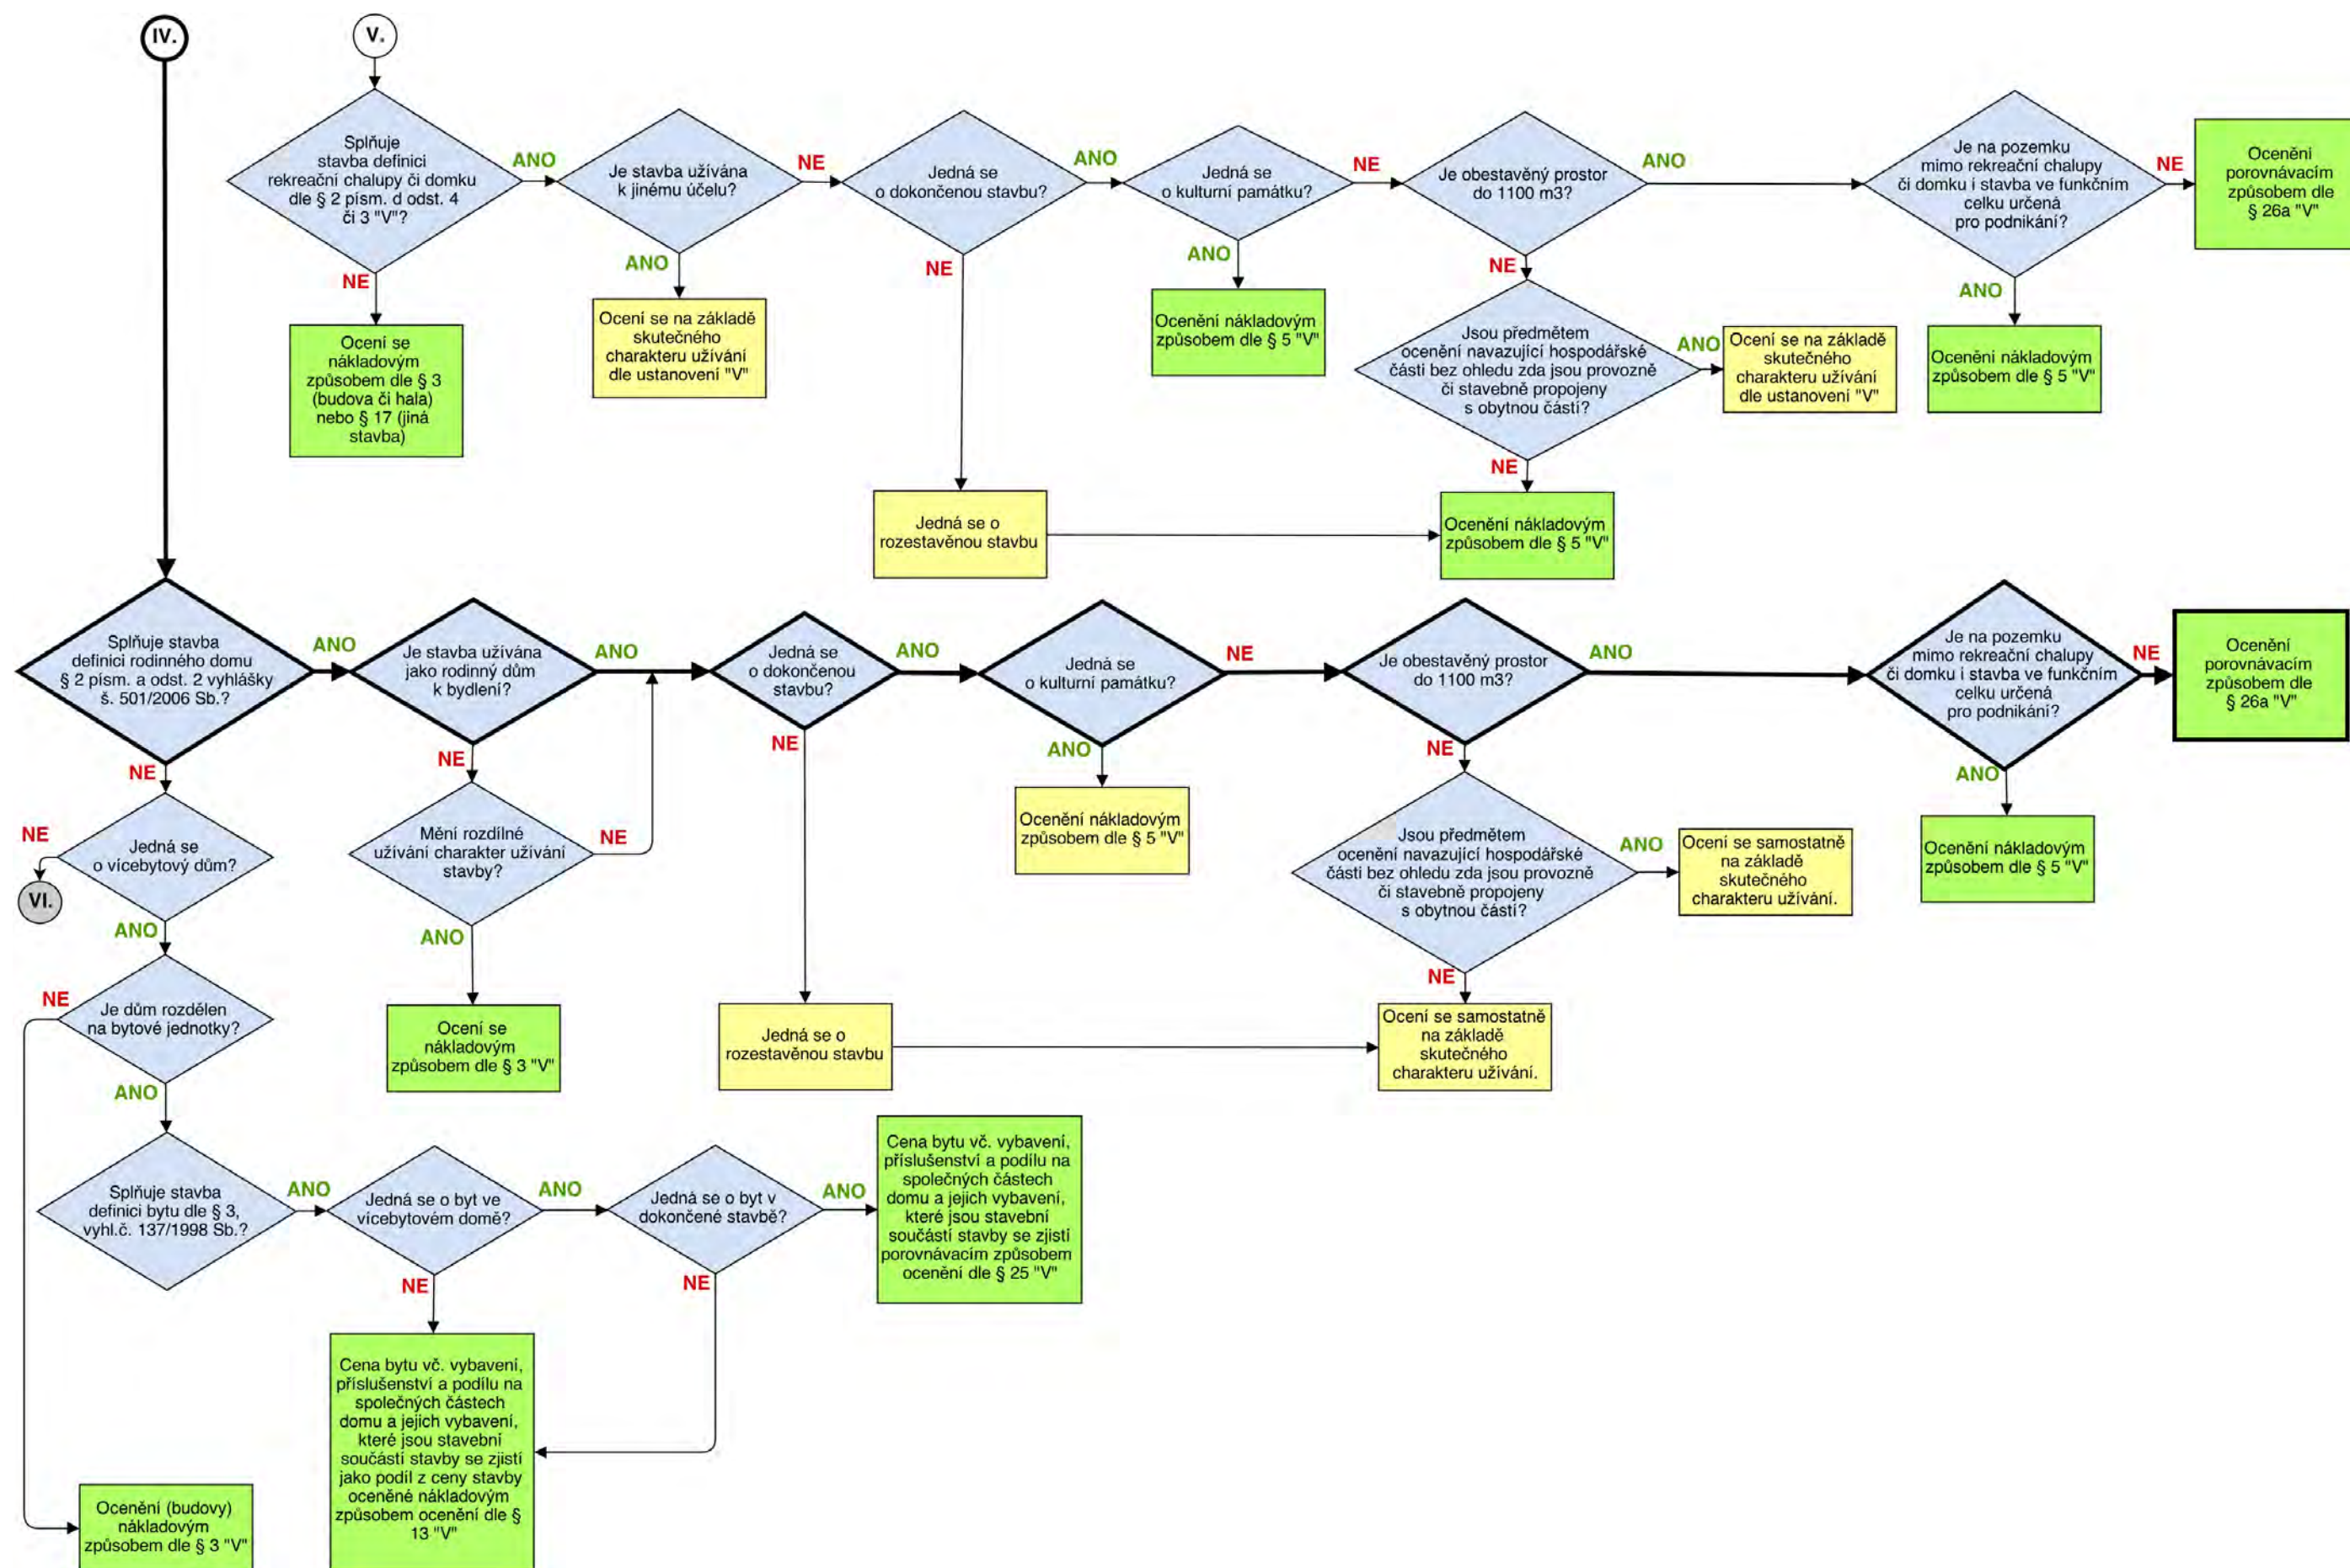 IV.
V.
Splňuje
stavba definici
rekreační chalupy či domku
dle § 2 písm. d odst. 4
či 3 "V"?
ANO
NE
Ocení se
nákladovým
způsobem dle § 3
(budova či hala)
nebo § 17 (jiná
stavba)
Je stavba užívána
k jinému účelu?
NE
ANO
Ocení se na základě
skutečného
charakteru užívání
dle ustanovení "V"
Jedná se
o dokončenou stavbu?
ANO
NE
Jedná se o
rozestavěnou stavbu
Jedná se
o kulturní památku?
NE
ANO
Ocenění nákladovým
způsobem dle § 5 "V"
Je obestavěný prostor
do 1100 m3?
ANO
NE
Jsou předmětem
ocenění navazující hospodářské
části bez ohledu zda jsou provozně
či stavebně propojeny
s obytnou částí?
ANO
Ocení se na základě
skutečného
charakteru užívání
dle ustanovení "V"
NE
Ocenění nákladovým
způsobem dle § 5 "V"
Je na pozemku
mimo rekreační chalupy
či domku i stavba ve funkčním
celku určená
pro podnikání?
NE
Ocenění
porovnávacím
způsobem dle
§ 26a "V"
ANO
Ocenění nákladovým
způsobem dle § 5 "V"
Splňuje stavba
definici rodinného domu
§ 2 písm. a odst. 2 vyhlášky
š. 501/2006 Sb.?
ANO
NE
Je stavba užívána
jako rodinný dům
k bydlení?
ANO
NE
Mění rozdílné
užívání charakter užívání
stavby?
NE
ANO
Ocení se
nákladovým
způsobem dle § 3 "V"
Jedná se
o dokončenou
stavbu?
ANO
NE
Jedná se o
rozestavěnou stavbu
Jedná se
o kulturní památku?
NE
ANO
Ocenění nákladovým
způsobem dle § 5 "V"
Je obestavěný prostor
do 1100 m3?
ANO
NE
Jsou předmětem
ocenění navazující hospodářské
části bez ohledu zda jsou provozně
či stavebně propojeny
s obytnou částí?
ANO
Ocení se samostatně
na základě
skutečného
charakteru užívání.
NE
Ocení se samostatně
na základě
skutečného
charakteru užívání.
Je na pozemku
mimo rekreační chalupy
či domku i stavba ve funkčním
celku určená
pro podnikání?
NE
Ocenění
porovnávacím
způsobem dle
§ 26a "V"
ANO
Ocenění nákladovým
způsobem dle § 5 "V"
Jedná se
o vícebytový dům?
NE
VI.
ANO
Je dům rozdělen
na bytové jednotky?
NE
ANO
Splňuje stavba
definici bytu dle § 3,
vyhl.č. 137/1998 Sb.?
ANO
Jedná se o byt ve
vícebytovém domě?
ANO
NE
Jedná se o byt v
dokončené stavbě?
ANO
NE
Cena bytu vč. vybavení,
příslušenství a podílu na
společných částech
domu a jejich vybavení,
které jsou stavební
součástí stavby se zjistí
porovnávacím způsobem
ocenění dle § 25 "V"
Cena bytu vč. vybavení,
příslušenství a podílu na
společných částech
domu a jejich vybavení,
které jsou stavební
součástí stavby se zjistí
jako podíl z ceny stavby
oceněné nákladovým
způsobem ocenění dle §
13 "V"
Ocenění (budovy)
nákladovým
způsobem dle § 3 "V"